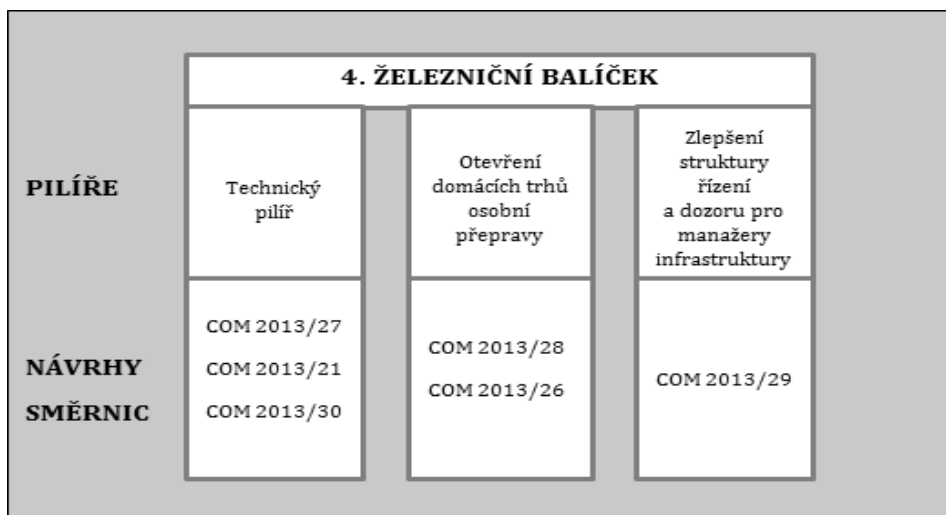 4. ŽELEZNIČNÍ BALÍČEK
PILÍŘE
Technický
pilíř
Otevření
domácích trhů
osobní
přepravy
Zlepšení
struktury
řízení
a dozoru pro
manažery
infrastruktury
NÁVRHY
SMĚRNIC
COM 2013/27
COM 2013/21
COM 2013/30
COM 2013/28
COM 2013/26
COM 2013/29